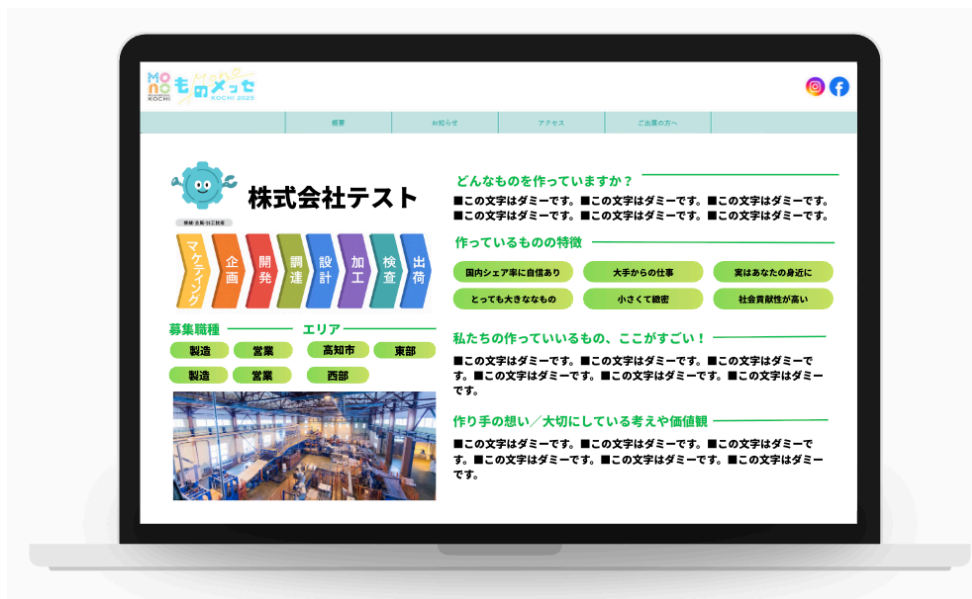 MO
no
KOCHI
ものメッセ
KOCHI 2025
概要
お知らせ
アクセス
ご出展の方へ
株式会社テスト
機械・金属・加工技術
マケティング
企画
開発
調達
設計
加工
検査
出荷
募集職種
エリア
製造
営業
高知市
東部
製造
営業
西部
どんなものを作っていますか?
■この文字はダミーです。■この文字はダミーです。■この文字はダミーです。
■この文字はダミーです。■この文字はダミーです。■この文字はダミーです。
作っているものの特徴
国内シェア率に自信あり
大手からの仕事
実はあなたの身近に
とっても大きななもの
小さくて緻密
社会貢献性が高い
私たちの作っていいるもの、ここがすごい!
■この文字はダミーです。■この文字はダミーです。■この文字はダミーで
す。■この文字はダミーです。■この文字はダミーです。■この文字はダミー
です。
作り手の想い/大切にしている考えや価値観
■この文字はダミーです。■この文字はダミーです。■この文字はダミーで
す。■この文字はダミーです。■この文字はダミーです。■この文字はダミー
です。